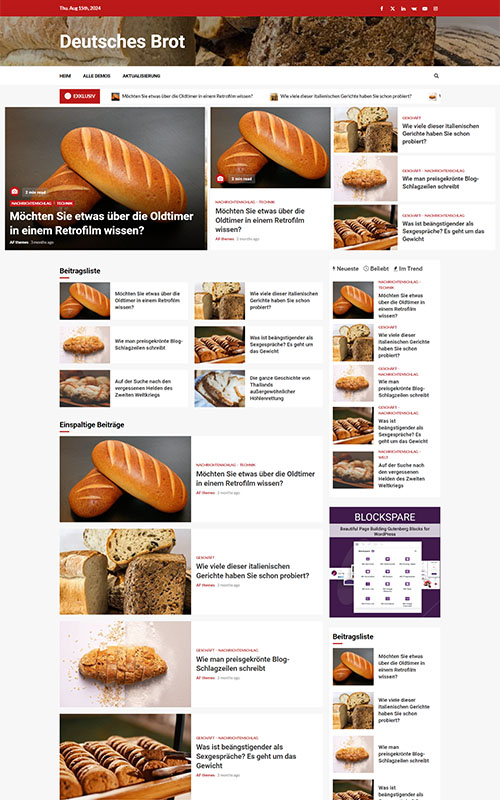 Thu. Aug 15th, 2024
Deutsches Brot
HEIM ALLE DEMOS AKTUALISIERUNG
EXKLUSIV
Möchten Sie etwas über die Oldtimer in einem Retrofilm wissen?
Wie viele dieser italienischen Gerichte haben Sie schon probiert?
2 min read
NACHRICHTENSCHLAG TECHNIK
Möchten Sie etwas über die Oldtimer
in einem Retrofilm wissen?
AF themes 3 months ago
2 min read
NACHRICHTENSCHLAG TECHNIK
Möchten Sie etwas über die
Oldtimer in einem Retrofilm
wissen?
AF themes 3 months ago
GESCHÄFT
Wie viele dieser italienischen
Gerichte haben Sie schon
probiert?
GESCHÄFT NACHRICHTENSCHLAG
Wie man preisgekrönte Blog-
Schlagzeilen schreibt
GESCHÄFT NACHRICHTENSCHLAG
Was ist beängstigender als
Sexgespräche? Es geht um das
Gewicht
Beitragsliste
Möchten Sie etwas über die
Oldtimer in einem Retrofilm
wissen?
Wie viele dieser italienischen
Gerichte haben Sie schon
probiert?
Wie man preisgekrönte Blog-
Schlagzeilen schreibt
Was ist beängstigender als
Sexgespräche? Es geht um
das Gewicht
Auf der Suche nach den
vergessenen Helden des
Zweiten Weltkriegs
Die ganze Geschichte von
Thailands
außergewöhnlicher
Höhlenrettung
Einspaltige Beiträge
NACHRICHTENSCHLAG TECHNIK
Möchten Sie etwas über die Oldtimer
in einem Retrofilm wissen?
AF themes 3 months ago
GESCHÄFT
Wie viele dieser italienischen
Gerichte haben Sie schon probiert?
AF themes 3 months ago
GESCHÄFT NACHRICHTENSCHLAG
Wie man preisgekrönte Blog-
Schlagzeilen schreibt
AF themes 3 months ago
GESCHÄFT NACHRICHTENSCHLAG
Was ist beängstigender als
Sexgespräche? Es geht um das
Gewicht
AF themes 3 months ago
Neueste Beliebt Im Trend
NACHRICHTENSCHLAG
TECHNIK
Möchten Sie etwas
über die Oldtimer in
einem Retrofilm
wissen?
GESCHÄFT
Wie viele dieser
italienischen Gerichte
haben Sie schon
probiert?
GESCHÄFT
NACHRICHTENSCHLAG
Wie man
preisgekrönte Blog-
Schlagzeilen schreibt
GESCHÄFT
NACHRICHTENSCHLAG
Was ist
beängstigender als
Sexgespräche? Es geht
um das Gewicht
NACHRICHTENSCHLAG
WELT
Auf der Suche nach
den vergessenen
Helden des Zweiten
Weltkriegs
BLOCKSPARE
Beautiful Page Building Gutenberg Blocks for
WordPress
Beitragsliste
Möchten Sie etwas
über die Oldtimer in
einem Retrofilm
wissen?
Wie viele dieser
italienischen Gerichte
haben Sie schon
probiert?
Wie man
preisgekrönte Blog-
Schlagzeilen schreibt
Was ist
beängstigender als
Sexgespräche? Es geht